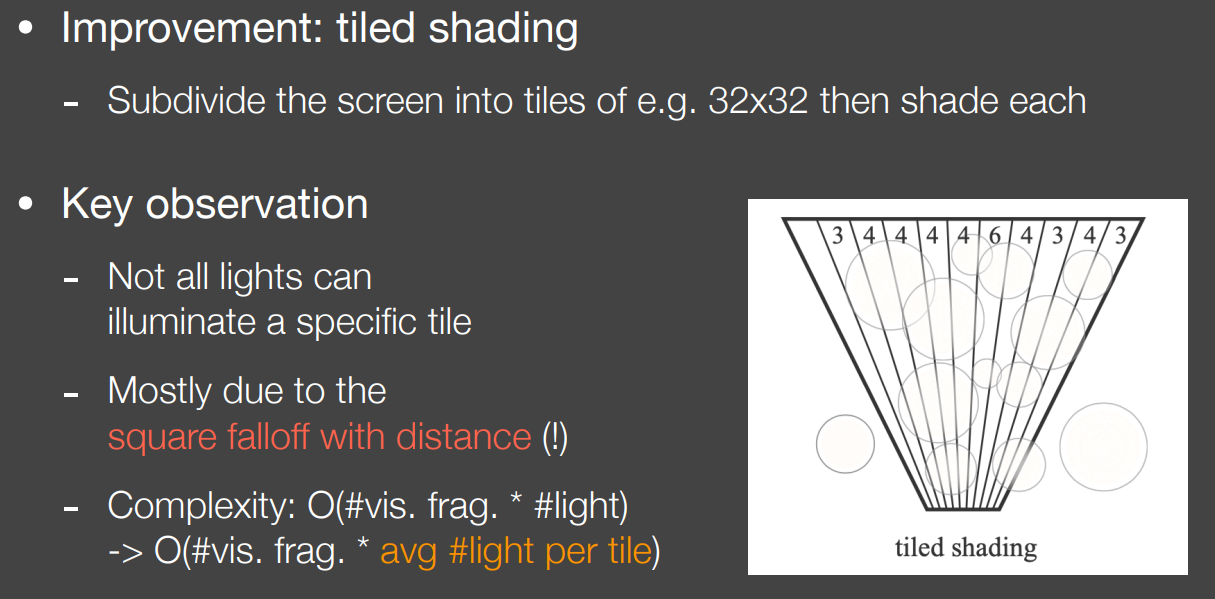 • Improvement: tiled shading
- Subdivide the screen into tiles of e.g. 32x32 then shade each
• Key observation
- Not all lights can
illuminate a specific tile
- Mostly due to the
square falloff with distance (!)
- Complexity: O(#vis. frag. * #light)
-> O(#vis. frag. * avg #light per tile)
3 4 4 4 4 6 4 3 4 3
tiled shading